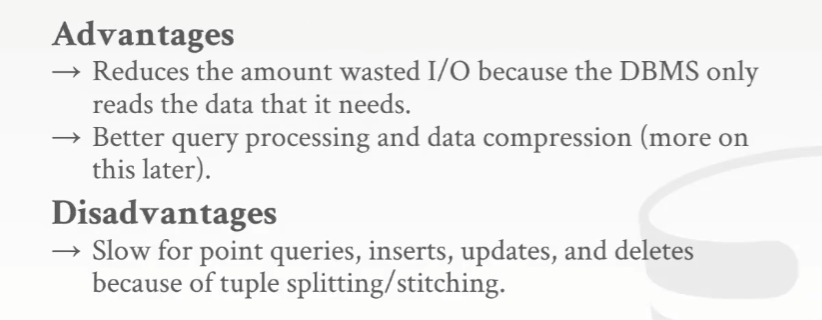 Advantages
→ Reduces the amount wasted I/O because the DBMS only
reads the data that it needs.
→ Better query processing and data compression (more on
this later).
Disadvantages
→ Slow for point queries, inserts, updates, and deletes
because of tuple splitting/stitching.